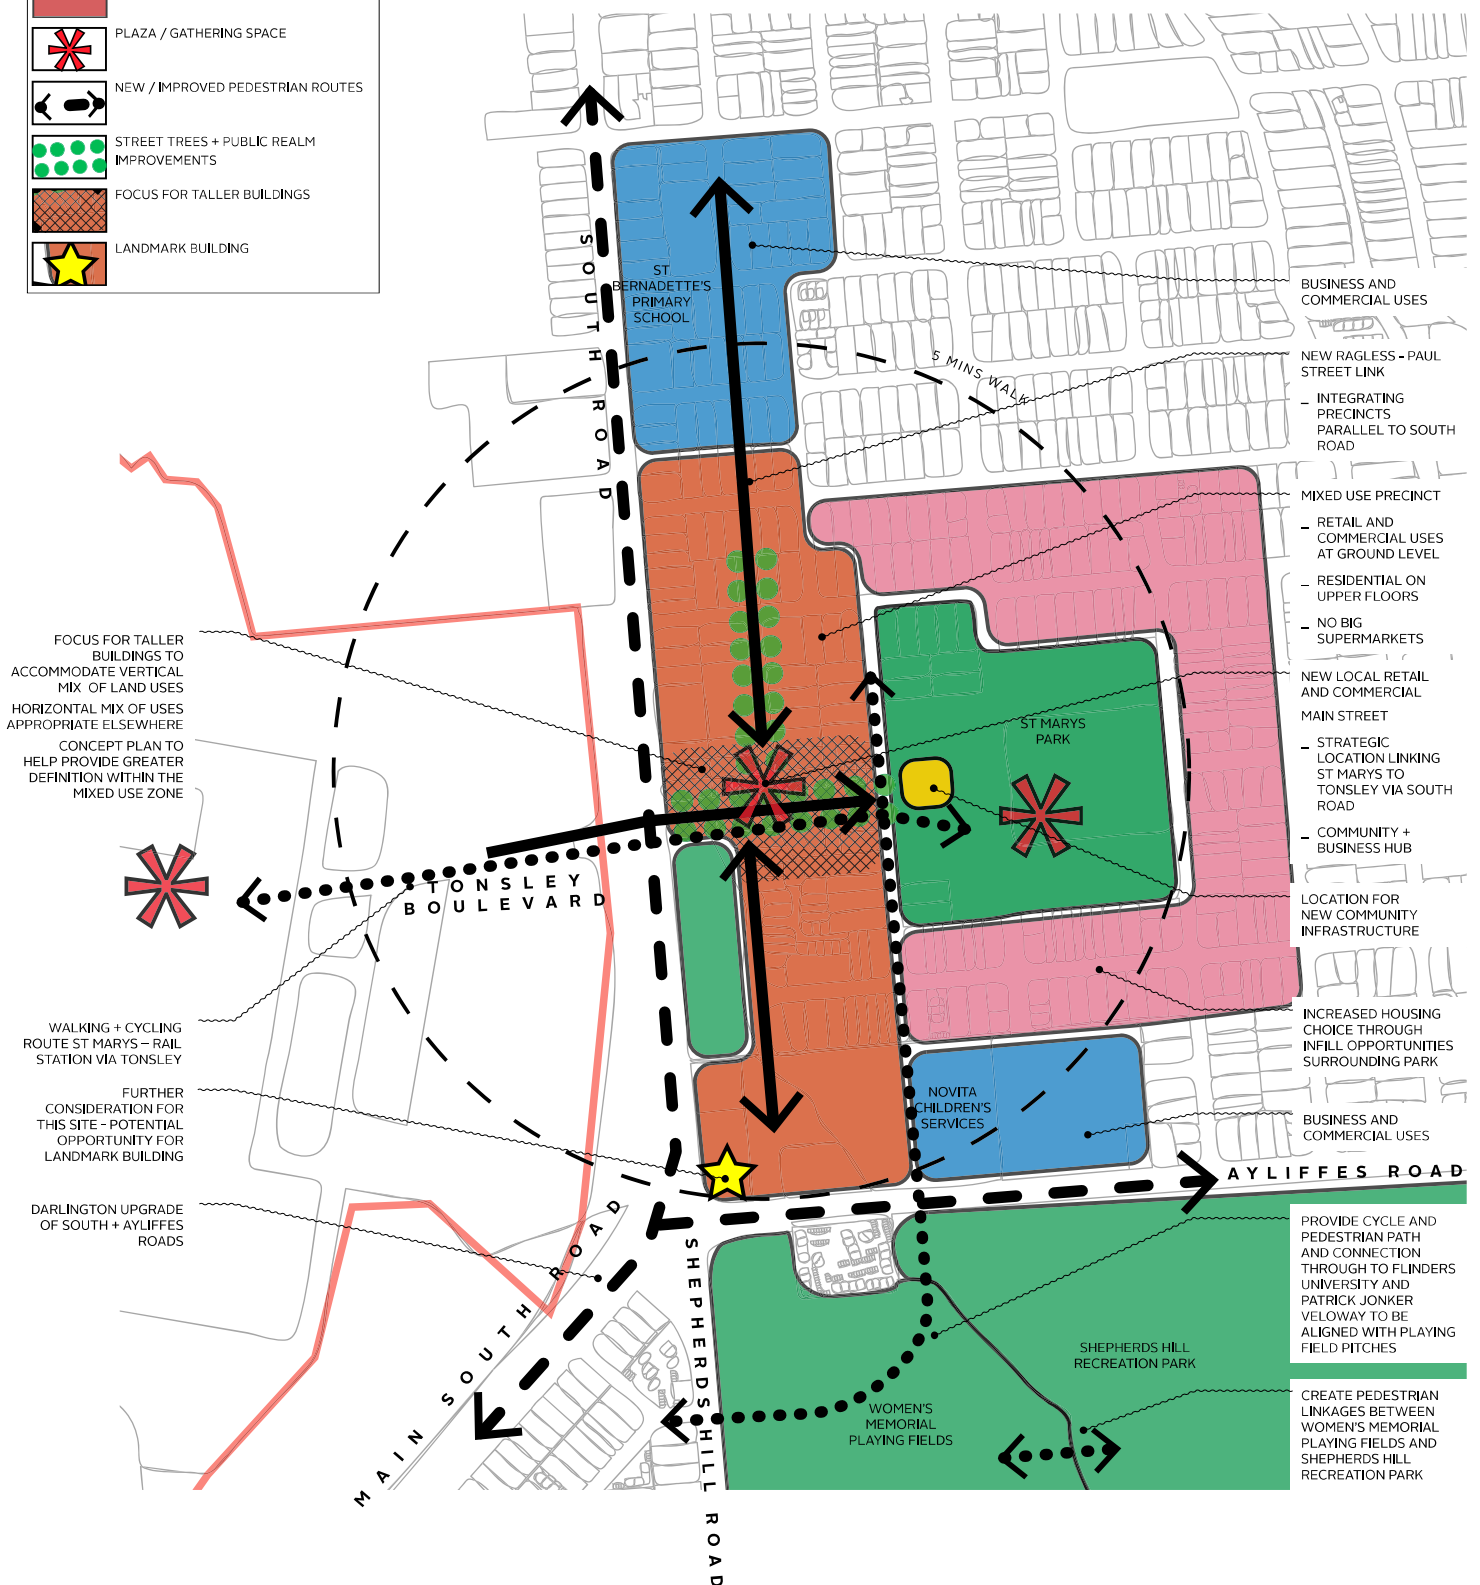 PLAZA / GATHERING SPACE
NEW / IMPROVED PEDESTRIAN ROUTES
STREET TREES + PUBLIC REALM
IMPROVEMENTS
FOCUS FOR TALLER BUILDINGS
LANDMARK BUILDING
SOUTH ROAD
ST
BERNADETTE'S
PRIMARY
SCHOOL
5 MINS WALK
BUSINESS AND
COMMERCIAL USES
NEW RAGLESS - PAUL
STREET LINK
– INTEGRATING
PRECINCTS
PARALLEL TO SOUTH
ROAD
MIXED USE PRECINCT
– RETAIL AND
COMMERCIAL USES
AT GROUND LEVEL
– RESIDENTIAL ON
UPPER FLOORS
– NO BIG
SUPERMARKETS
NEW LOCAL RETAIL
AND COMMERCIAL
MAIN STREET
– STRATEGIC
LOCATION LINKING
ST MARYS TO
TONSLEY VIA SOUTH
ROAD
– COMMUNITY +
BUSINESS HUB
LOCATION FOR
NEW COMMUNITY
INFRASTRUCTURE
INCREASED HOUSING
CHOICE THROUGH
INFILL OPPORTUNITIES
SURROUNDING PARK
BUSINESS AND
COMMERCIAL USES
AYLIFFES ROAD
PROVIDE CYCLE AND
PEDESTRIAN PATH
AND CONNECTION
THROUGH TO FLINDERS
UNIVERSITY AND
PATRICK JONKER
VELOWAY TO BE
ALIGNED WITH PLAYING
FIELD PITCHES
CREATE PEDESTRIAN
LINKAGES BETWEEN
WOMEN'S MEMORIAL
PLAYING FIELDS AND
SHEPHERDS HILL
RECREATION PARK
FOCUS FOR TALLER
BUILDINGS TO
ACCOMMODATE VERTICAL
MIX OF LAND USES
HORIZONTAL MIX OF USES
APPROPRIATE ELSEWHERE
CONCEPT PLAN TO
HELP PROVIDE GREATER
DEFINITION WITHIN THE
MIXED USE ZONE
ST MARYS
PARK
TONSLEY
BOULEVARD
WALKING + CYCLING
ROUTE ST MARYS – RAIL
STATION VIA TONSLEY
FURTHER
CONSIDERATION FOR
THIS SITE - POTENTIAL
OPPORTUNITY FOR
LANDMARK BUILDING
DARLINGTON UPGRADE
OF SOUTH + AYLIFFES
ROADS
NOVITA
CHILDREN'S
SERVICES
MAIN SOUTH ROAD
SHEPHERDS HILL ROAD
SHEPHERDS HILL
RECREATION PARK
WOMEN'S
MEMORIAL
PLAYING FIELDS